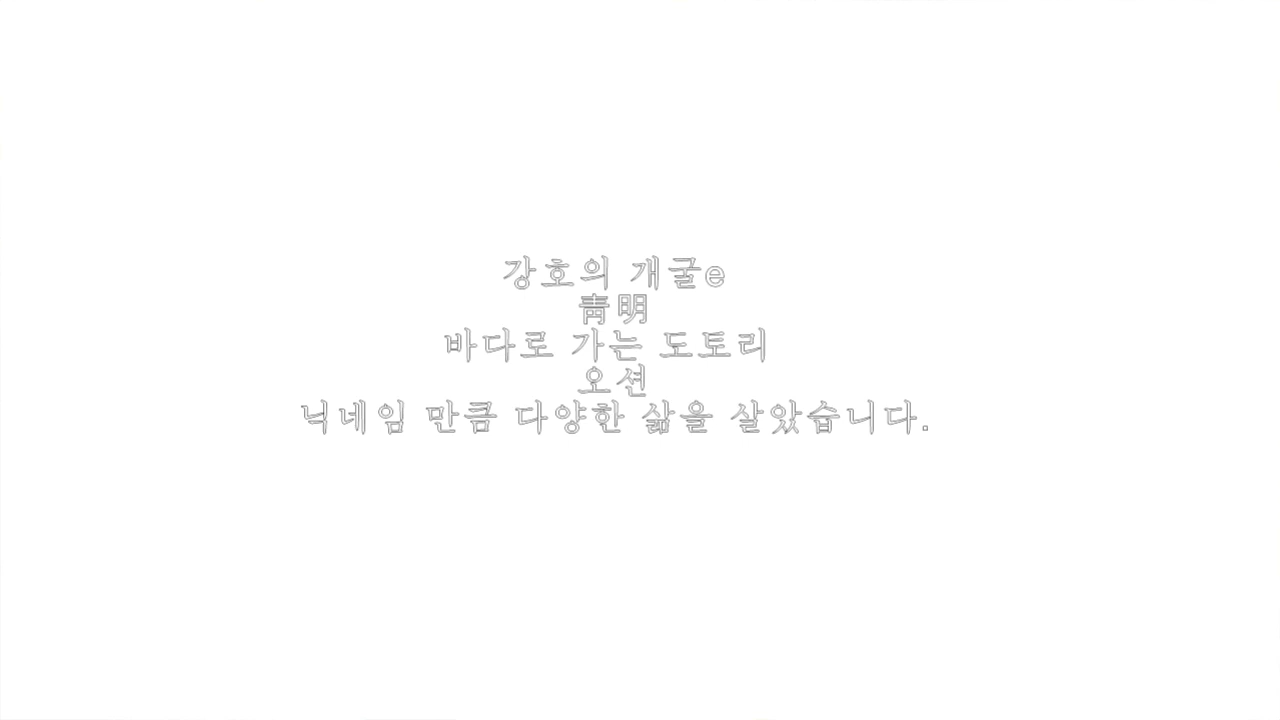 강호의 개굴e
靑明
바다로 가는 도토리
오션
닉네임 만큼 다양한 삶을 살았습니다.